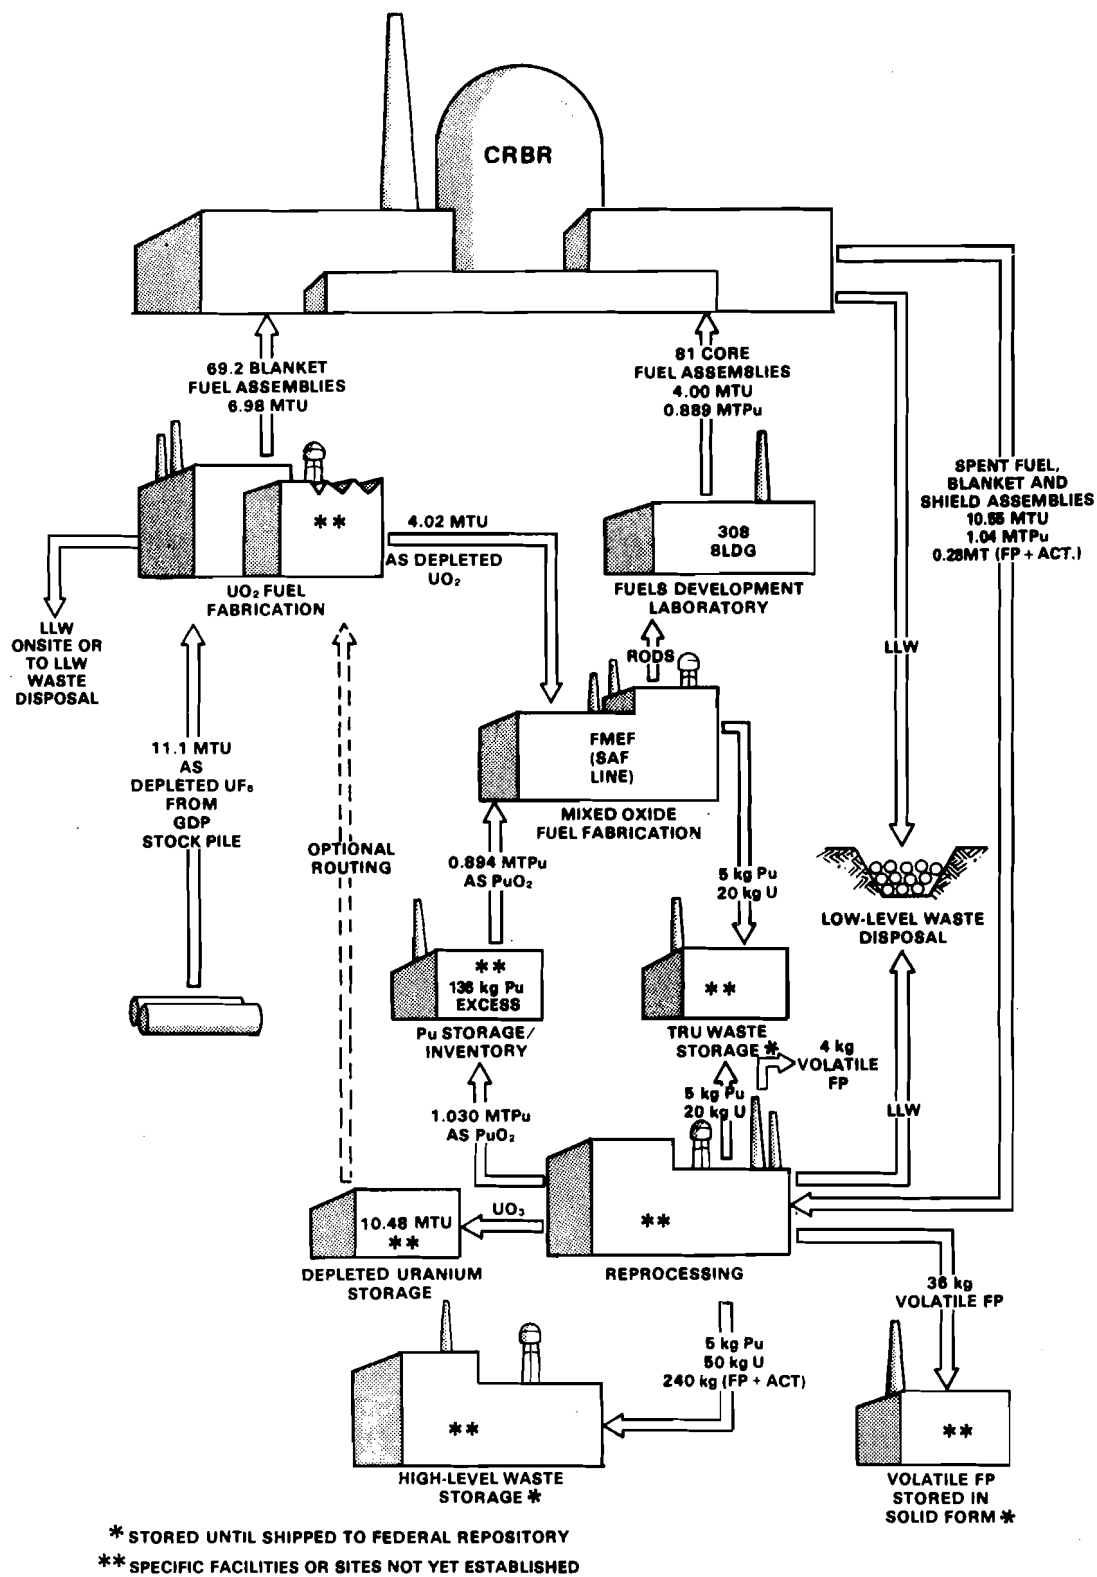 CRBR
69.2 BLANKET
FUEL ASSEMBLIES
6.98 MTU
81 CORE
FUEL ASSEMBLIES
4.00 MTU
0.889 MTPu
SPENT FUEL,
BLANKET AND
SHIELD ASSEMBLIES
10.55 MTU
1.04 MTPu
0.28MT (FP + ACT.)
**
4.02 MTU
AS DEPLETED
UO₂
308
BLDG
UO₂ FUEL
FABRICATION
FUELS DEVELOPMENT
LABORATORY
LLW
ONSITE OR
TO LLW
WASTE
DISPOSAL
RODS
LLW
FMEF
(SAF
LINE)
MIXED OXIDE
FUEL FABRICATION
11.1 MTU
AS
DEPLETED UF₆
FROM
GDP
STOCK PILE
OPTIONAL
ROUTING
0.894 MTPu
AS PuO₂
5 kg Pu
20 kg U
LOW-LEVEL WASTE
DISPOSAL
**
136 kg Pu
EXCESS
**
Pu STORAGE/
INVENTORY
TRU WASTE
STORAGE *
4 kg
VOLATILE
FP
1.030 MTPu
AS PuO₂
5 kg Pu
20 kg U
LLW
10.48 MTU
**
UO₃
**
DEPLETED URANIUM
STORAGE
REPROCESSING
36 kg
VOLATILE FP
5 kg Pu
50 kg U
240 kg (FP + ACT)
**
**
HIGH-LEVEL WASTE
STORAGE *
VOLATILE FP
STORED IN
SOLID FORM *
* STORED UNTIL SHIPPED TO FEDERAL REPOSITORY
** SPECIFIC FACILITIES OR SITES NOT YET ESTABLISHED